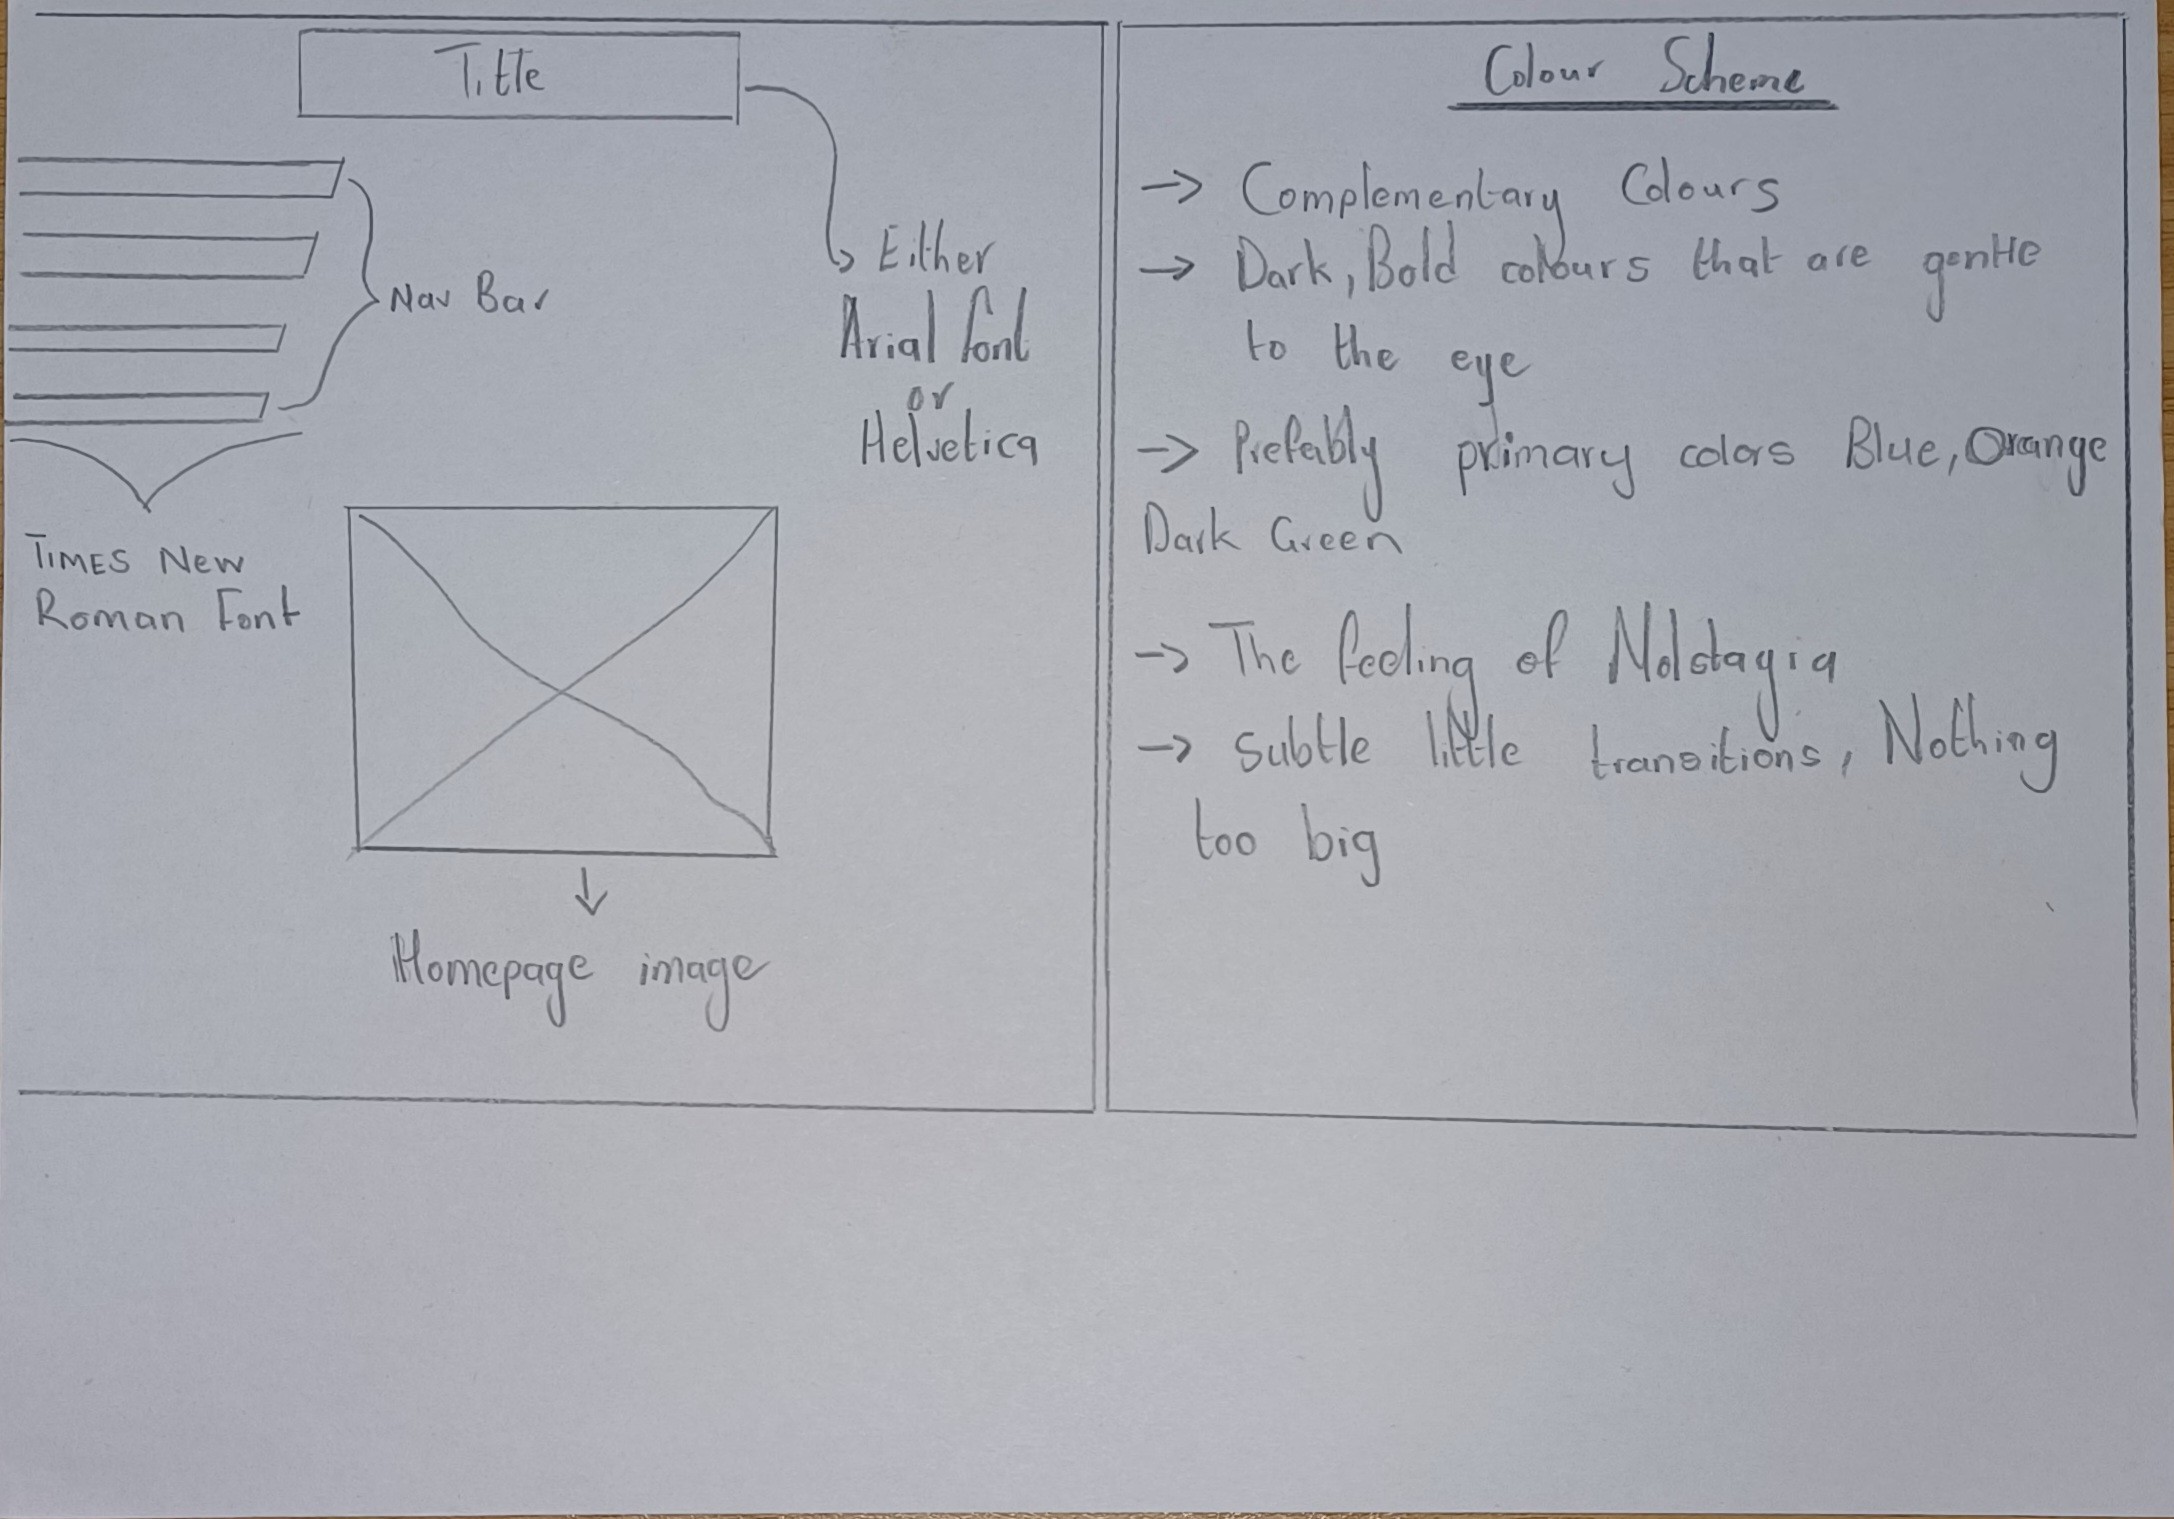 Title
Nav Bar
Either
Arial font
or
Helvetica
TIMES New
Roman Font
Homepage image
Colour Scheme
→ Complementary Colours
→ Dark, Bold colours that are gentle
to the eye
→ Prefably primary colors Blue, Orange
Dark Green
→ The feeling of Nolstagia
→ subtle little transitions, Nothing
too big